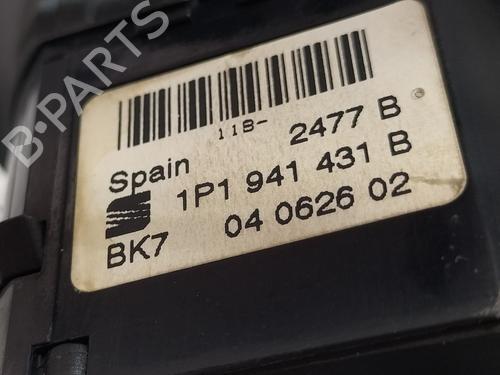 B-PARTS
11B-
2477 B
Spain
1P1 941 431 B
BK7
04 0626 02